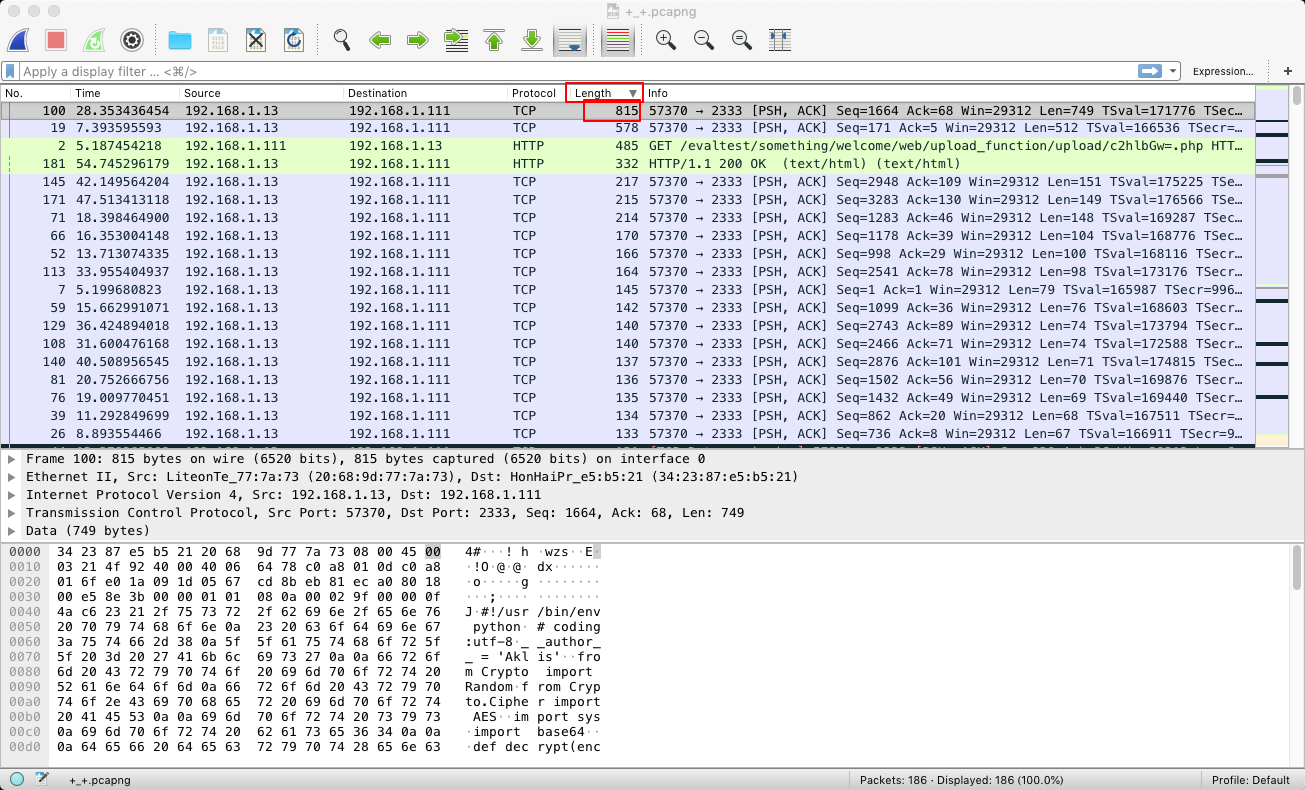 +_+.pcapng
Apply a display filter ... <⌘/>
Expression...
+
No. Time Source Destination Protocol Length Info
100 28.353436454 192.168.1.13 192.168.1.111 TCP 815 57370 → 2333 [PSH, ACK] Seq=1664 Ack=68 Win=29312 Len=749 TSval=171776 TSec…
19 7.393595593 192.168.1.13 192.168.1.111 TCP 578 57370 → 2333 [PSH, ACK] Seq=171 Ack=5 Win=29312 Len=512 TSval=166536 TSecr=…
2 5.187454218 192.168.1.111 192.168.1.13 HTTP 485 GET /evaltest/something/welcome/web/upload_function/upload/c2hlbGw=.php HTT…
181 54.745296179 192.168.1.13 192.168.1.111 HTTP 332 HTTP/1.1 200 OK  (text/html) (text/html)
145 42.149564204 192.168.1.13 192.168.1.111 TCP 217 57370 → 2333 [PSH, ACK] Seq=2948 Ack=109 Win=29312 Len=151 TSval=175225 TSe…
171 47.513413118 192.168.1.13 192.168.1.111 TCP 215 57370 → 2333 [PSH, ACK] Seq=3283 Ack=130 Win=29312 Len=149 TSval=176566 TSe…
71 18.398464900 192.168.1.13 192.168.1.111 TCP 214 57370 → 2333 [PSH, ACK] Seq=1283 Ack=46 Win=29312 Len=148 TSval=169287 TSec…
66 16.353004148 192.168.1.13 192.168.1.111 TCP 170 57370 → 2333 [PSH, ACK] Seq=1178 Ack=39 Win=29312 Len=104 TSval=168776 TSec…
52 13.713074335 192.168.1.13 192.168.1.111 TCP 166 57370 → 2333 [PSH, ACK] Seq=998 Ack=29 Win=29312 Len=100 TSval=168116 TSecr…
113 33.955404937 192.168.1.13 192.168.1.111 TCP 164 57370 → 2333 [PSH, ACK] Seq=2541 Ack=78 Win=29312 Len=98 TSval=173176 TSecr…
7 5.199680823 192.168.1.13 192.168.1.111 TCP 145 57370 → 2333 [PSH, ACK] Seq=1 Ack=1 Win=29312 Len=79 TSval=165987 TSecr=996…
59 15.662991071 192.168.1.13 192.168.1.111 TCP 142 57370 → 2333 [PSH, ACK] Seq=1099 Ack=36 Win=29312 Len=76 TSval=168603 TSecr…
129 36.424894018 192.168.1.13 192.168.1.111 TCP 140 57370 → 2333 [PSH, ACK] Seq=2743 Ack=89 Win=29312 Len=74 TSval=173794 TSecr…
108 31.600476168 192.168.1.13 192.168.1.111 TCP 140 57370 → 2333 [PSH, ACK] Seq=2466 Ack=71 Win=29312 Len=74 TSval=172588 TSecr…
140 40.508956545 192.168.1.13 192.168.1.111 TCP 137 57370 → 2333 [PSH, ACK] Seq=2876 Ack=101 Win=29312 Len=71 TSval=174815 TSec…
81 20.752666756 192.168.1.13 192.168.1.111 TCP 136 57370 → 2333 [PSH, ACK] Seq=1502 Ack=56 Win=29312 Len=70 TSval=169876 TSecr…
76 19.009770451 192.168.1.13 192.168.1.111 TCP 135 57370 → 2333 [PSH, ACK] Seq=1432 Ack=49 Win=29312 Len=69 TSval=169440 TSecr…
39 11.292849699 192.168.1.13 192.168.1.111 TCP 134 57370 → 2333 [PSH, ACK] Seq=862 Ack=20 Win=29312 Len=68 TSval=167511 TSecr=…
26 8.893554466 192.168.1.13 192.168.1.111 TCP 133 57370 → 2333 [PSH, ACK] Seq=736 Ack=8 Win=29312 Len=67 TSval=166911 TSecr=9…
Frame 100: 815 bytes on wire (6520 bits), 815 bytes captured (6520 bits) on interface 0
Ethernet II, Src: LiteonTe_77:7a:73 (20:68:9d:77:7a:73), Dst: HonHaiPr_e5:b5:21 (34:23:87:e5:b5:21)
Internet Protocol Version 4, Src: 192.168.1.13, Dst: 192.168.1.111
Transmission Control Protocol, Src Port: 57370, Dst Port: 2333, Seq: 1664, Ack: 68, Len: 749
Data (749 bytes)
0000 34 23 87 e5 b5 21 20 68 9d 77 7a 73 08 00 45 00 4#···! h ·wzs··E·
0010 03 21 4f 92 40 00 40 06 64 78 c0 a8 01 0d c0 a8 ·!O·@·@· dx······
0020 01 6f e0 1a 09 1d 05 67 cd 8b eb 81 ec a0 80 18 ·o·····g ········
0030 00 e5 8e 3b 00 00 01 01 08 0a 00 02 9f 00 00 0f ···;···· ········
0040 4a c6 23 21 2f 75 73 72 2f 62 69 6e 2f 65 6e 76 J·#!/usr /bin/env
0050 20 70 79 74 68 6f 6e 0a 23 20 63 6f 64 69 6e 67 python· # coding
0060 3a 75 74 66 2d 38 0a 5f 5f 61 75 74 68 6f 72 5f :utf-8·_ _author_
0070 5f 20 3d 20 27 41 6b 6c 69 73 27 0a 0a 66 72 6f _ = 'Akl is'··fro
0080 6d 20 43 72 79 70 74 6f 20 69 6d 70 6f 72 74 20 m Crypto import
0090 52 61 6e 64 6f 6d 0a 66 72 6f 6d 20 43 72 79 70 Random·f rom Cryp
00a0 74 6f 2e 43 69 70 68 65 72 20 69 6d 70 6f 72 74 to.Ciphe r import
00b0 20 41 45 53 0a 0a 69 6d 70 6f 72 74 20 73 79 73 AES··im port sys
00c0 0a 69 6d 70 6f 72 74 20 62 61 73 65 36 34 0a 0a ·import base64··
00d0 0a 64 65 66 20 64 65 63 72 79 70 74 28 65 6e 63 ·def dec rypt(enc
+_+.pcapng
Packets: 186 · Displayed: 186 (100.0%)
Profile: Default